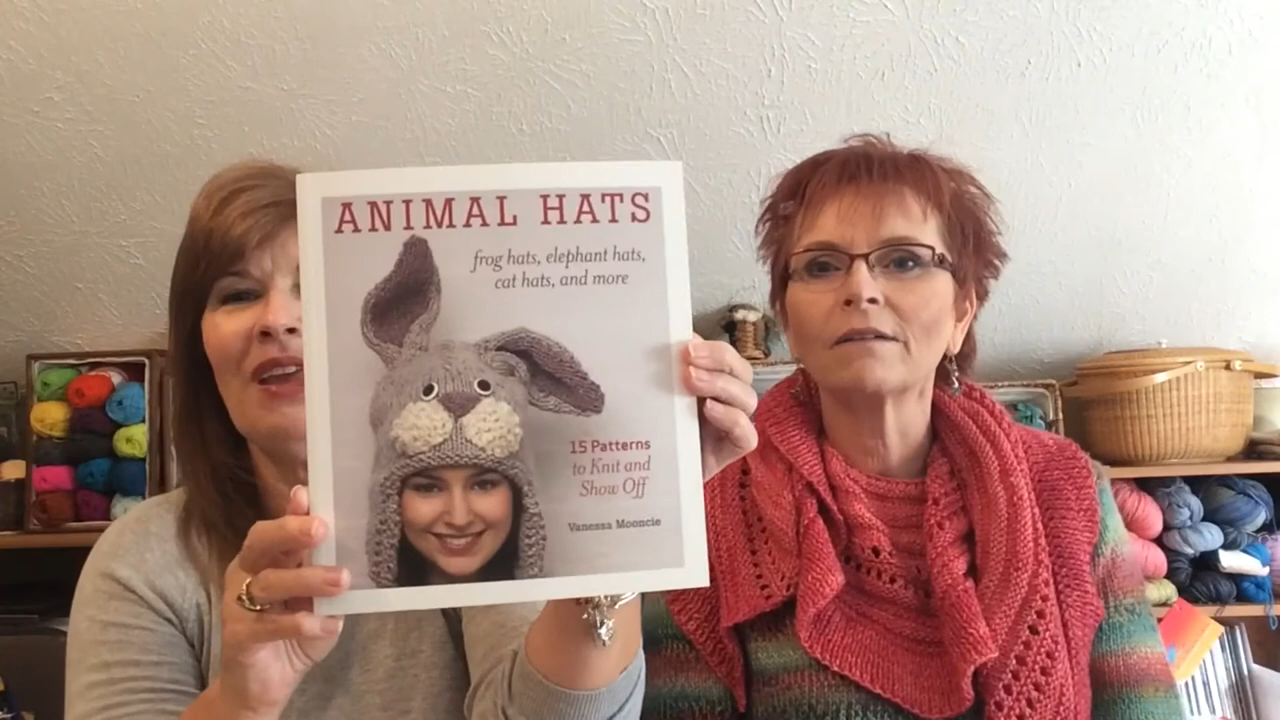 ANIMAL HATS
frog hats, elephant hats,
cat hats, and more
15 Patterns
to Knit and
Show Off
Vanessa Mooncie